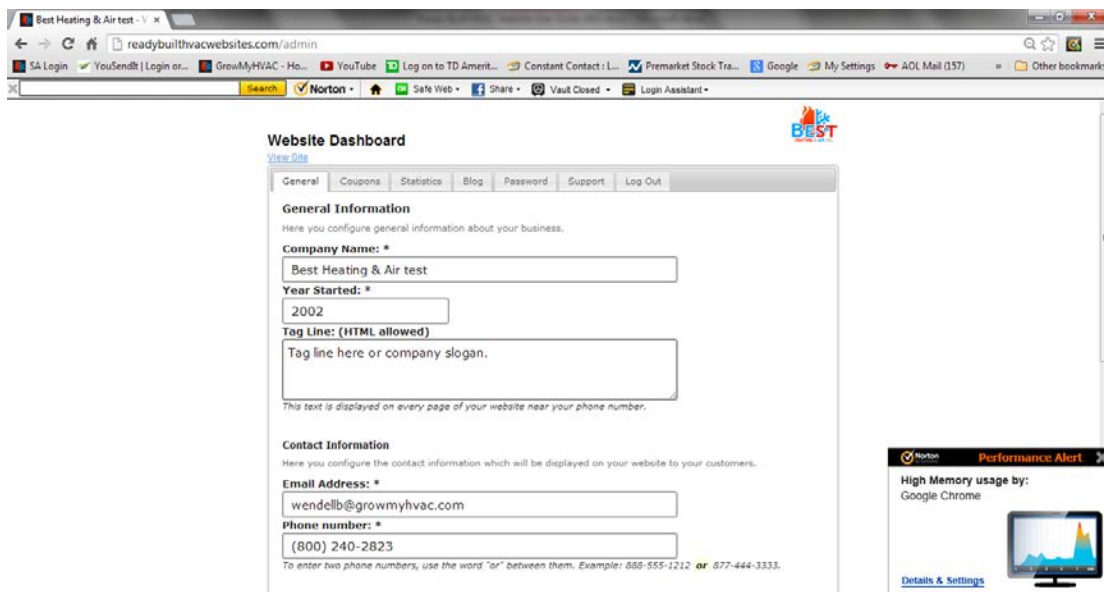 Best Heating & Air test - V
readybuilthvacwebsites.com/admin
SA Login YouSendIt | Login or... GrowMyHVAC - Ho... YouTube Log on to TD Amerit... Constant Contact : L... Premarket Stock Tra... Google My Settings AOL Mail (157) » Other bookmark
Search Norton - Safe Web - Share - Vault Closed - Login Assistant -
BEST
Website Dashboard
View Site
General Coupons Statistics Blog Password Support Log Out
General Information
Here you configure general information about your business.
Company Name: *
Best Heating & Air test
Year Started: *
2002
Tag Line: (HTML allowed)
Tag line here or company slogan.
This text is displayed on every page of your website near your phone number.
Contact Information
Here you configure the contact information which will be displayed on your website to your customers.
Email Address: *
wendellb@growmyhvac.com
Phone number: *
(800) 240-2823
To enter two phone numbers, use the word "or" between them. Example: 888-555-1212 or 877-444-3333.
Norton Performance Alert
High Memory usage by:
Google Chrome
Details & Settings